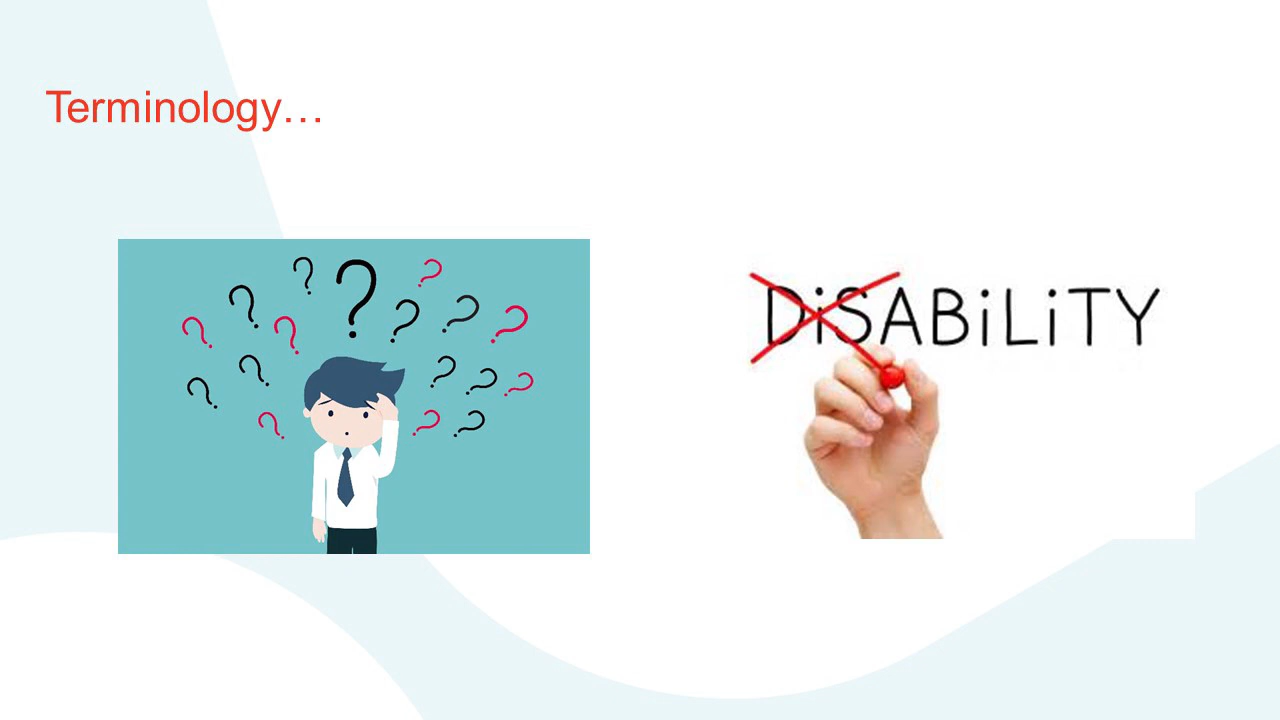 Terminology…
? ? ? ? ? ? ? ? ? ? ? ? ? ? ? ? ?
DiSABiLiTY